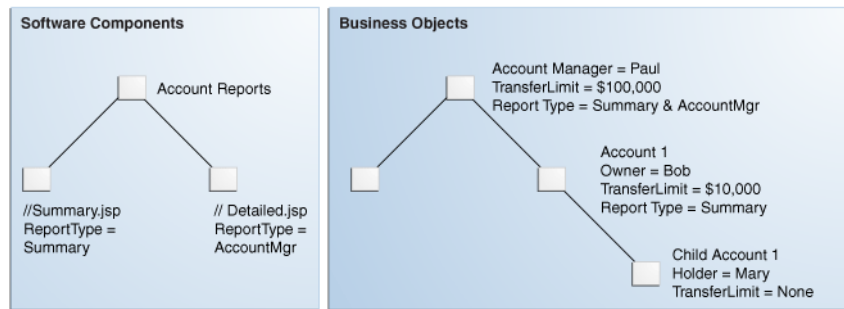 Software Components
Account Reports
//Summary.jsp
ReportType =
Summary
// Detailed.jsp
ReportType =
AccountMgr
Business Objects
Account Manager = Paul
TransferLimit = $100,000
Report Type = Summary & AccountMgr
Account 1
Owner = Bob
TransferLimit = $10,000
Report Type = Summary
Child Account 1
Holder = Mary
TransferLimit = None